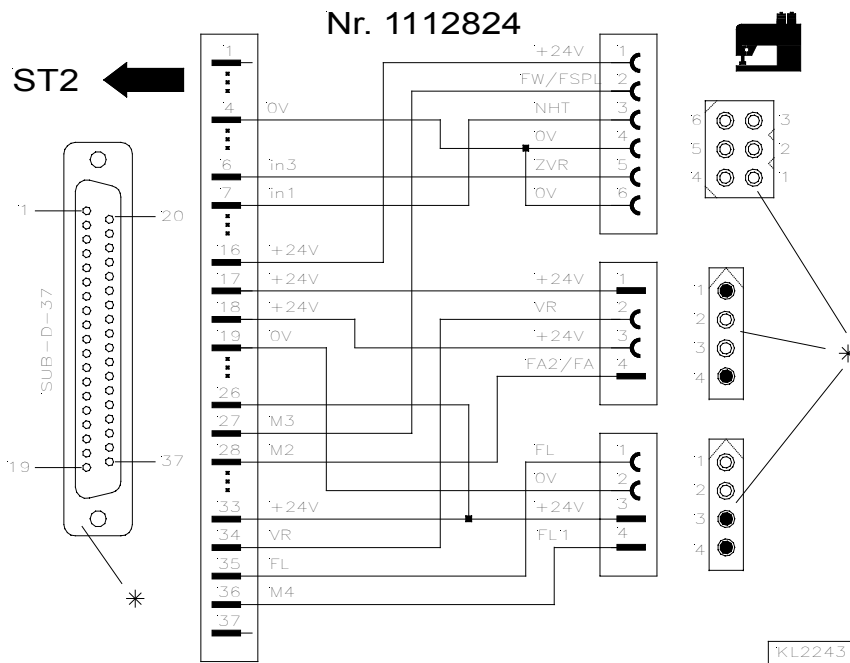 Nr. 1112824
ST2
SUB-D-37
1
20
19
37
1
4 0V
6 in3
7 in1
16 +24V
17 +24V
18 +24V
19 0V
26
27 M3
28 M2
33 +24V
34 VR
35 FL
36 M4
37
+24V 1
FW/FSPL 2
NHT 3
0V 4
ZVR 5
0V 6
+24V 1
VR 2
+24V 3
FA2/FA 4
FL 1
0V 2
+24V 3
FL1 4
6 3
5 2
4 1
1
2
3
4
1
2
3
4
KL2243